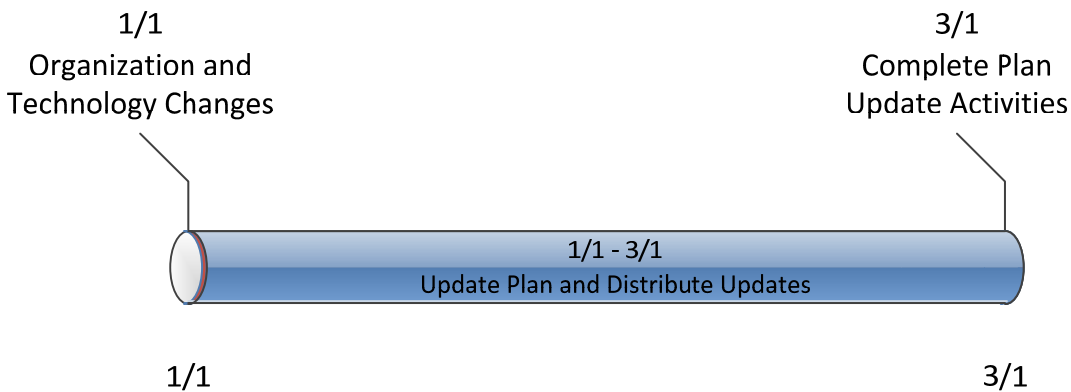 1/1
Organization and
Technology Changes
3/1
Complete Plan
Update Activities
1/1 - 3/1
Update Plan and Distribute Updates
1/1
3/1